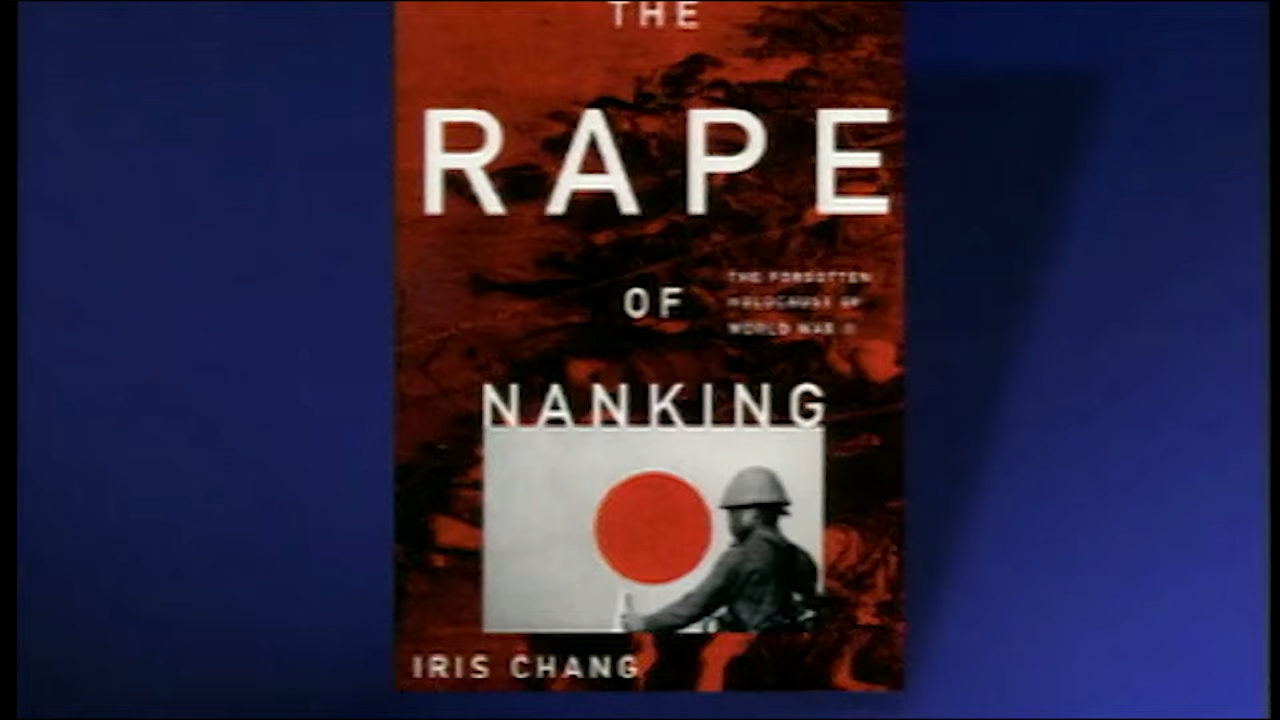 THE
RAPE
OF
THE FORGOTTEN
HOLOCAUST OF
WORLD WAR II
NANKING
IRIS CHANG